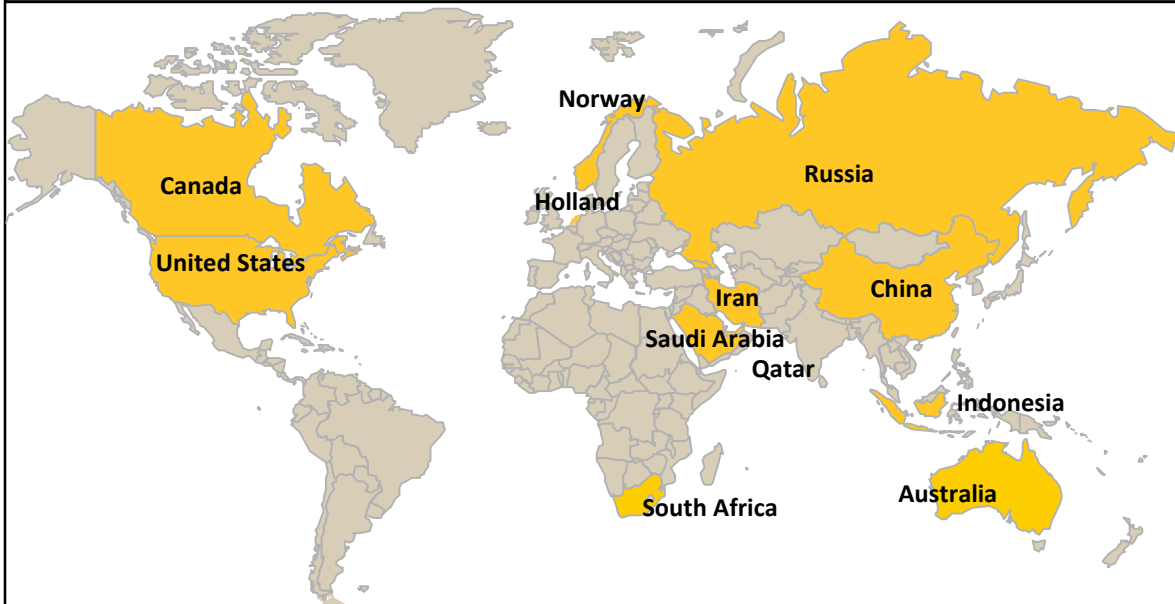 Norway
Russia
Canada
Holland
United States
China
Iran
Saudi Arabia
Qatar
Indonesia
Australia
South Africa